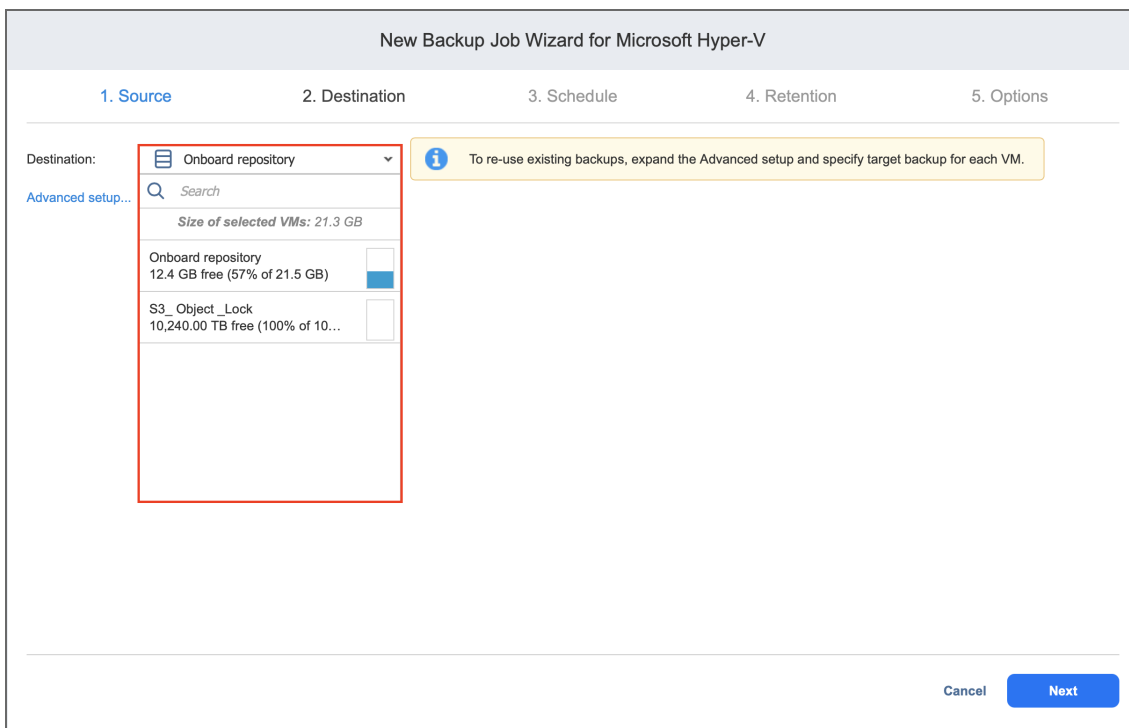 New Backup Job Wizard for Microsoft Hyper-V
1. Source 2. Destination 3. Schedule 4. Retention 5. Options
Destination: Onboard repository To re-use existing backups, expand the Advanced setup and specify target backup for each VM.
Advanced setup... Search
Size of selected VMs: 21.3 GB
Onboard repository
12.4 GB free (57% of 21.5 GB)
S3_ Object _Lock
10,240.00 TB free (100% of 10...
Cancel Next